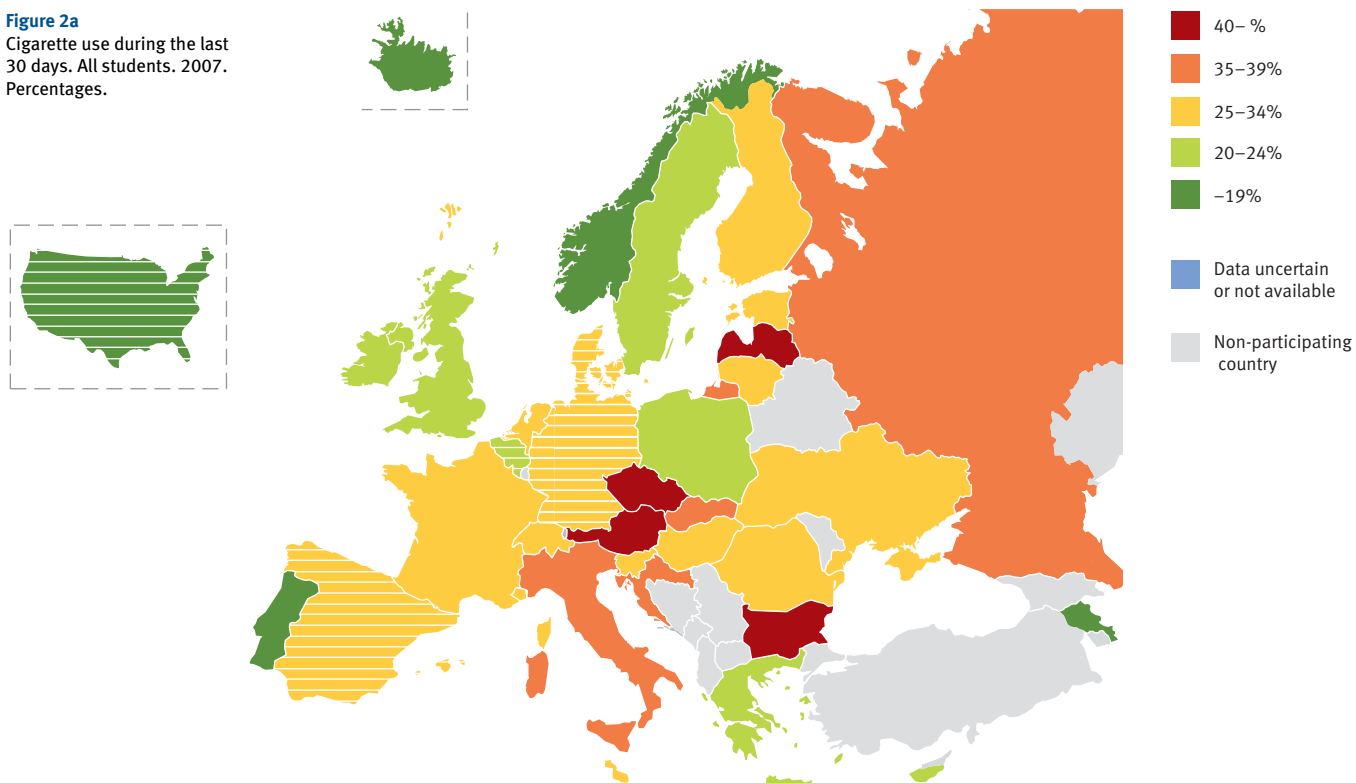 Figure 2a
Cigarette use during the last
30 days. All students. 2007.
Percentages.
40– %
35–39%
25–34%
20–24%
–19%
Data uncertain
or not available
Non-participating
country